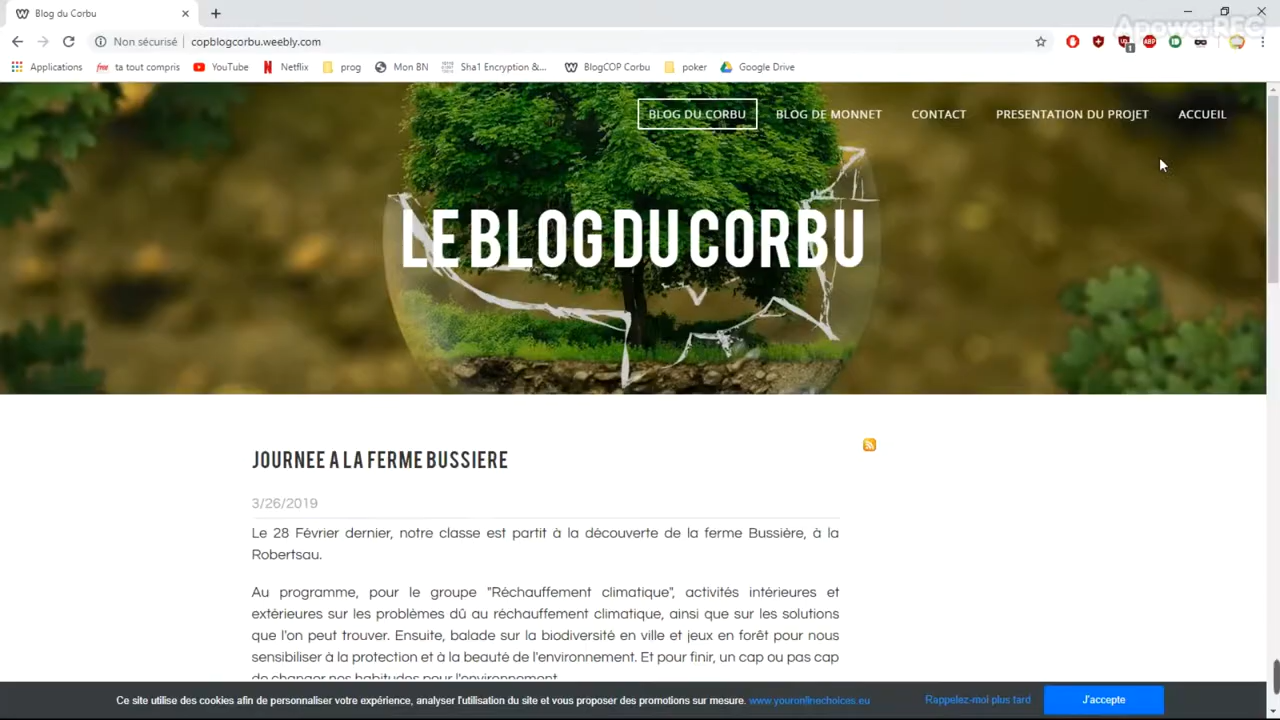 Blog du Corbu
ApowerREC
Non sécurisé copblogcorbu.weebly.com
Applications ta tout compris YouTube Netflix prog Mon BN Sha1 Encryption &... BlogCOP Corbu poker Google Drive
BLOG DU CORBU BLOG DE MONNET CONTACT PRESENTATION DU PROJET ACCUEIL
LE BLOG DU CORBU
JOURNEE A LA FERME BUSSIERE
3/26/2019
Le 28 Février dernier, notre classe est partit à la découverte de la ferme Bussière, à la
Robertsau.
Au programme, pour le groupe "Réchauffement climatique", activités intérieures et
extérieures sur les problèmes dû au réchauffement climatique, ainsi que sur les solutions
que l'on peut trouver. Ensuite, balade sur la biodiversité en ville et jeux en forêt pour nous
sensibiliser à la protection et à la beauté de l'environnement. Et pour finir, un cap ou pas cap
de changer nos habitudes pour l'environnement.
Ce site utilise des cookies afin de personnaliser votre expérience, analyser l'utilisation du site et vous proposer des promotions sur mesure. www.youronlinechoices.eu Rappelez-moi plus tard J'accepte